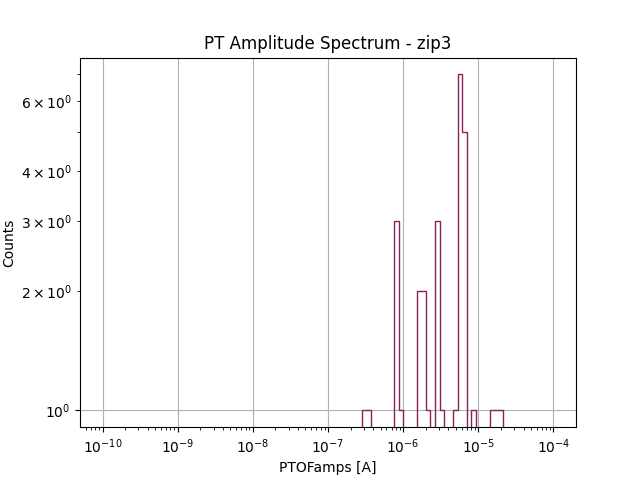 PT Amplitude Spectrum - zip3
6 × 10⁰
4 × 10⁰
3 × 10⁰
2 × 10⁰
10⁰
Counts
10⁻¹⁰ 10⁻⁹ 10⁻⁸ 10⁻⁷ 10⁻⁶ 10⁻⁵ 10⁻⁴
PTOFamps [A]